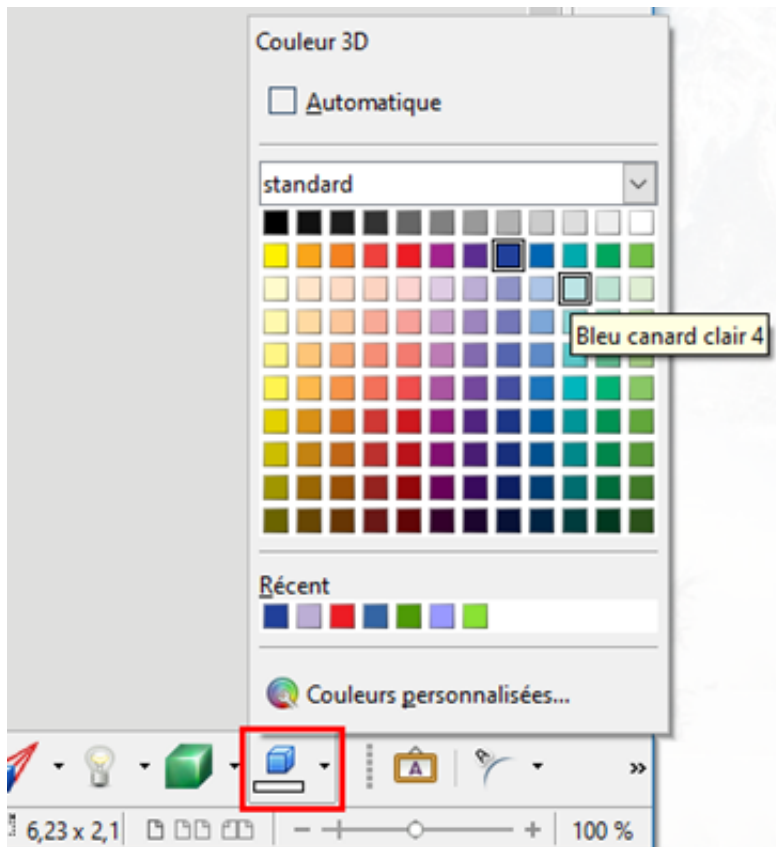 Couleur 3D
Automatique
standard
Bleu canard clair 4
Récent
Couleurs personnalisées...
A
A
»
6,23 x 2,1
100 %